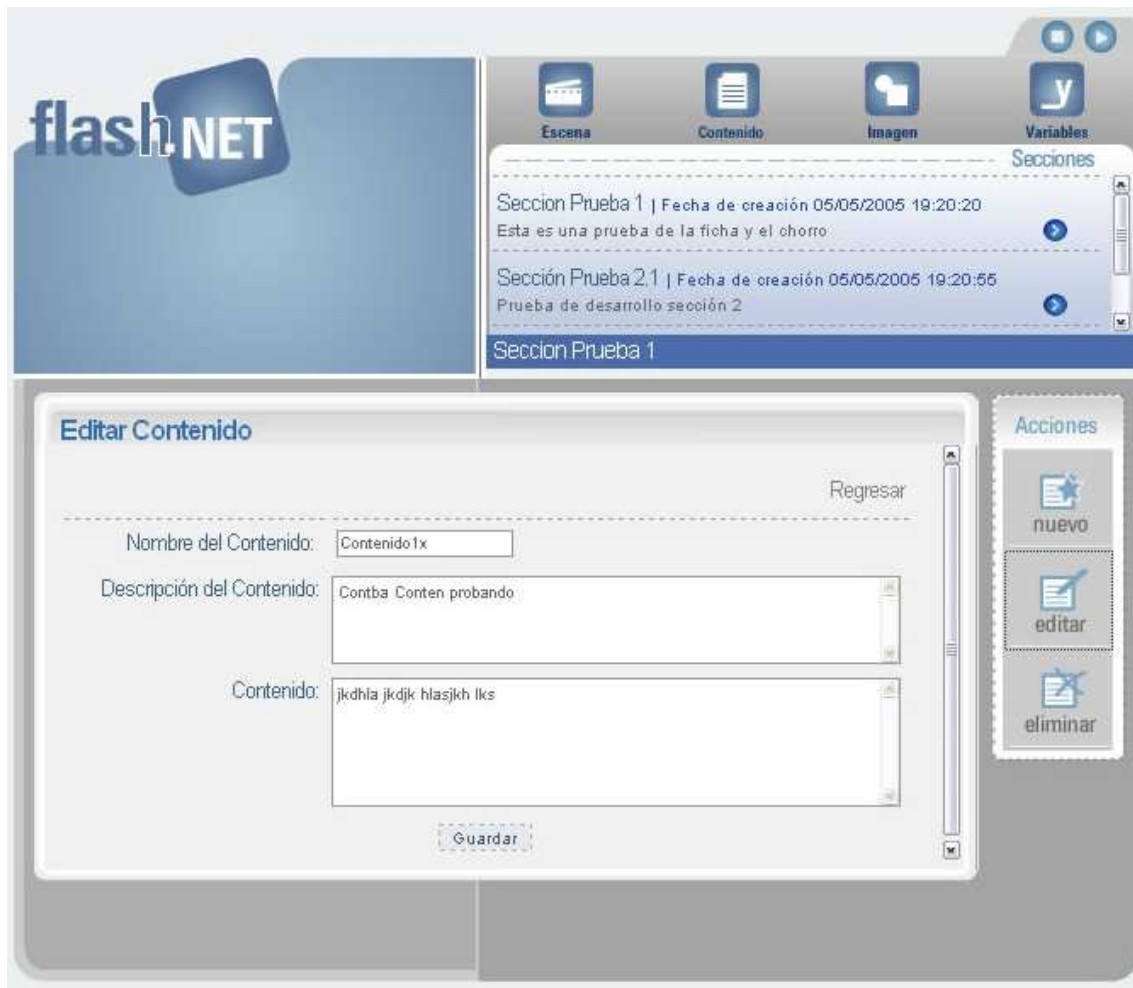 flash.NET
Escena
Contenido
Imagen
_y
Variables
Secciones
Seccion Prueba 1 | Fecha de creación 05/05/2005 19:20:20
Esta es una prueba de la ficha y el chorro
Sección Prueba 2.1 | Fecha de creación 05/05/2005 19:20:55
Prueba de desarrollo sección 2
Seccion Prueba 1
Editar Contenido
Regresar
Nombre del Contenido: Contenido1x
Descripción del Contenido: Contba Conten probando
Contenido: jkdhla jkdjk hlasjkh lks
Guardar
Acciones
nuevo
editar
eliminar